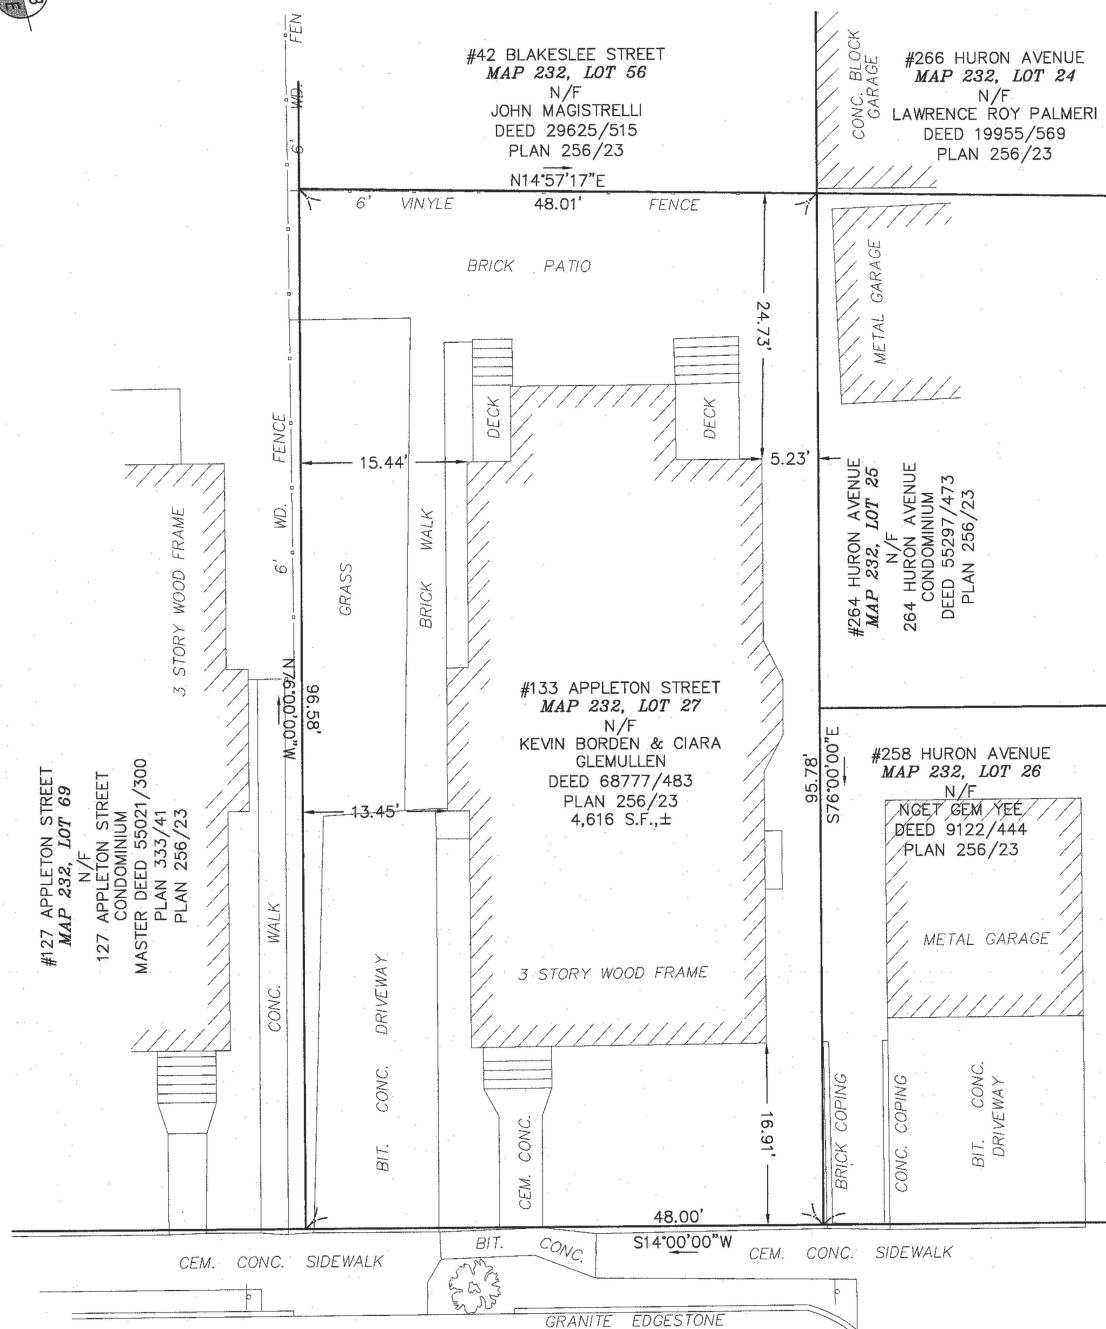 #42 BLAKESLEE STREET
MAP 232, LOT 56
N/F
JOHN MAGISTRELLI
DEED 29625/515
PLAN 256/23
N14°57'17"E
48.01'
6' VINYLE FENCE
CONC. BLOCK
GARAGE
#266 HURON AVENUE
MAP 232, LOT 24
N/F
LAWRENCE ROY PALMERI
DEED 19955/569
PLAN 256/23
6' WD. FEN
BRICK PATIO
24.73'
METAL GARAGE
DECK
DECK
15.44'
5.23'
6' WD. FENCE
GRASS
BRICK WALK
3 STORY WOOD FRAME
#264 HURON AVENUE
MAP 232, LOT 25
N/F
264 HURON AVENUE
CONDOMINIUM
DEED 55297/473
PLAN 256/23
N76°00'00"W
96.58'
#133 APPLETON STREET
MAP 232, LOT 27
N/F
KEVIN BORDEN & CIARA
GLEMULLEN
DEED 68777/483
PLAN 256/23
4,616 S.F.,±
95.78'
S76°00'00"E
#258 HURON AVENUE
MAP 232, LOT 26
N/F
NGET GEM YEE
DEED 9122/444
PLAN 256/23
#127 APPLETON STREET
MAP 232, LOT 69
N/F
127 APPLETON STREET
CONDOMINIUM
MASTER DEED 55021/300
PLAN 333/41
PLAN 256/23
13.45'
CONC. WALK
BIT. CONC. DRIVEWAY
3 STORY WOOD FRAME
METAL GARAGE
CEM. CONC.
16.91'
BRICK COPING
CONC. COPING
BIT. CONC.
DRIVEWAY
48.00'
S14°00'00"W
CEM. CONC. SIDEWALK
BIT. CONC.
CEM. CONC. SIDEWALK
GRANITE EDGESTONE